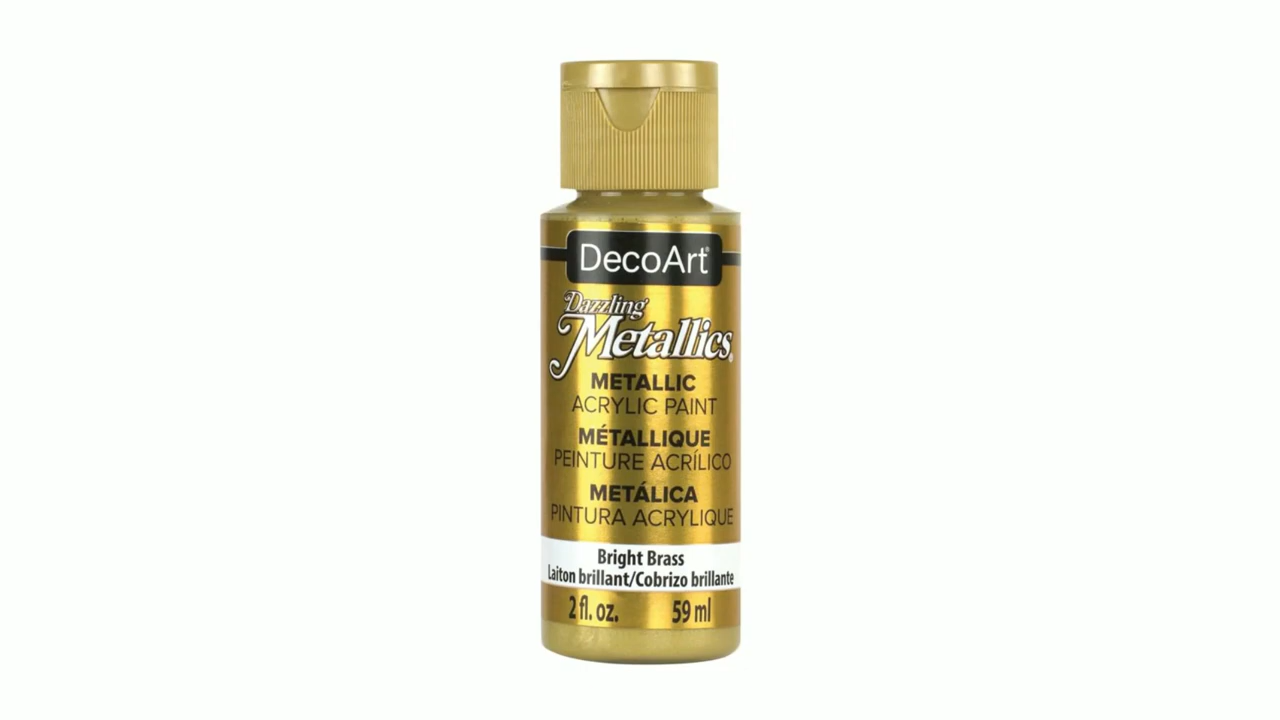 DecoArt®
Dazzling
Metallics®
METALLIC
ACRYLIC PAINT
MÉTALLIQUE
PEINTURE ACRÍLICO
METÁLICA
PINTURA ACRYLIQUE
Bright Brass
Laiton brillant/Cobrizo brillante
2 fl. oz. 59 ml